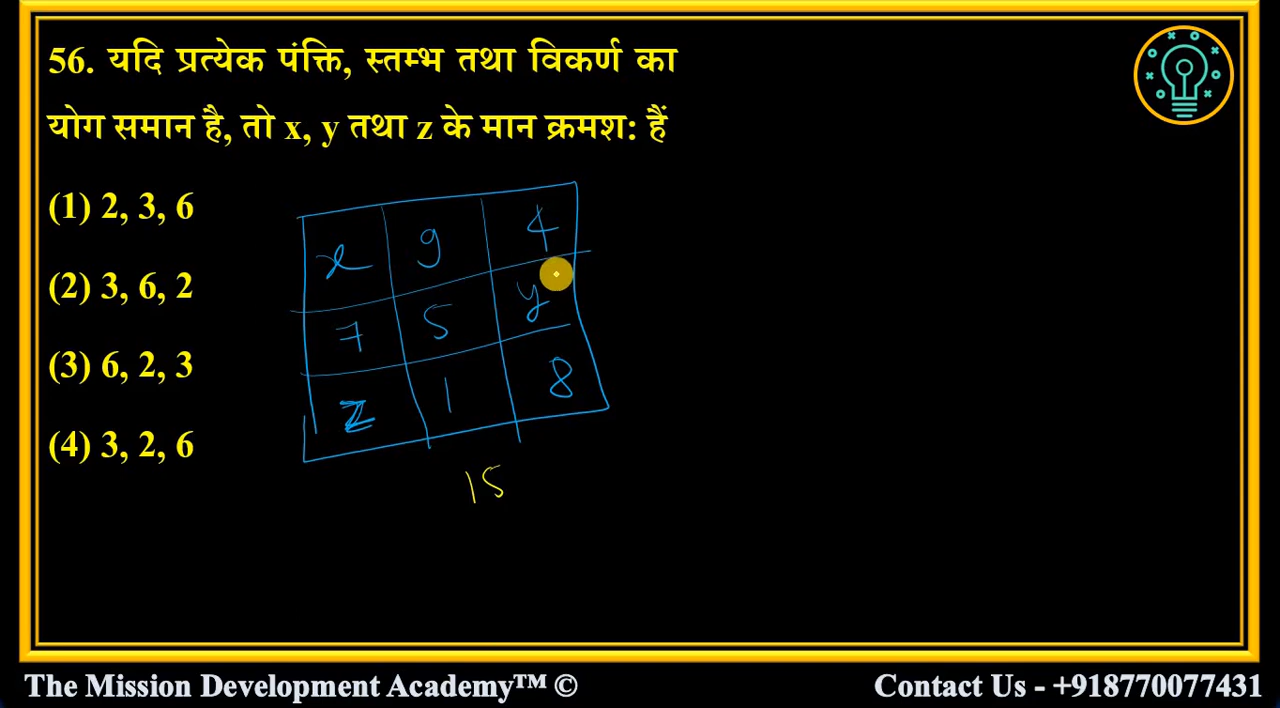 56. यदि प्रत्येक पंक्ति, स्तम्भ तथा विकर्ण का
योग समान है, तो x, y तथा z के मान क्रमश: हैं
(1) 2, 3, 6
(2) 3, 6, 2
(3) 6, 2, 3
(4) 3, 2, 6
x 9 4
7 5 y
z 1 8
15
The Mission Development Academy™ ©
Contact Us - +918770077431